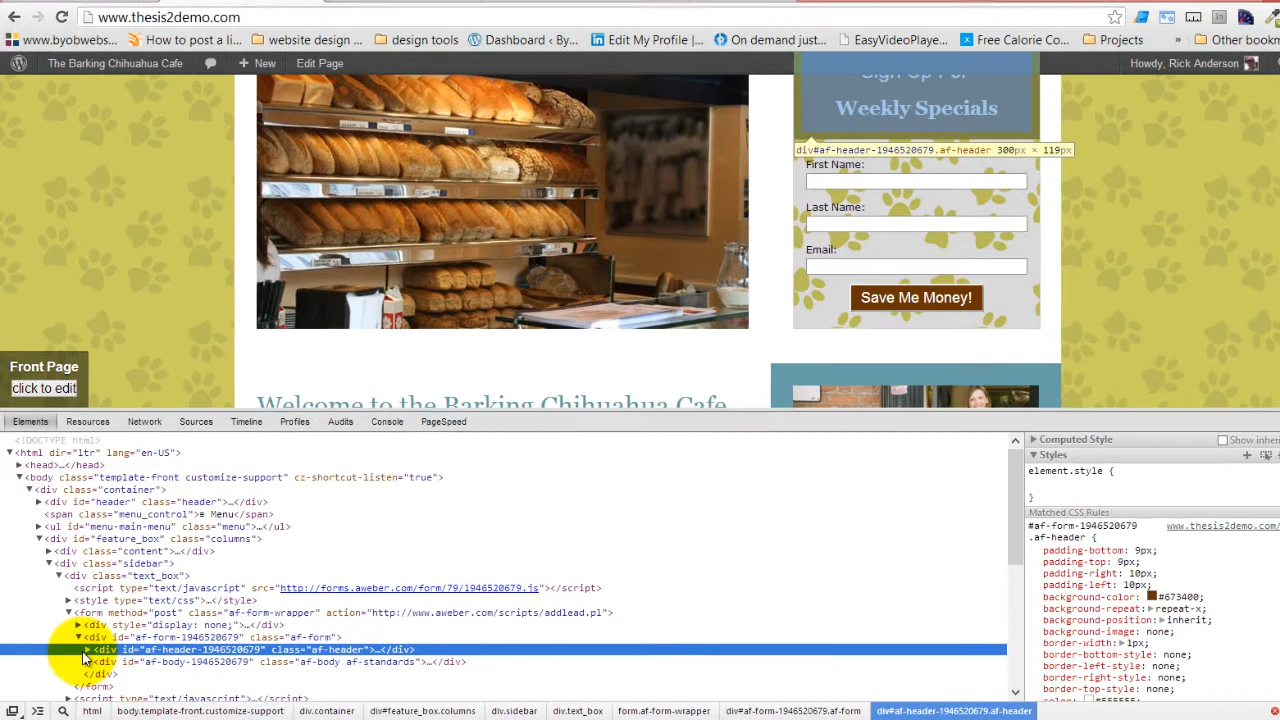 www.thesis2demo.com
www.byobwebs... How to post a li... website design ... design tools Dashboard ‹ By... Edit My Profile |... On demand just... EasyVideoPlaye... Free Calorie Co... Projects » Other bookm
The Barking Chihuahua Cafe New Edit Page Howdy, Rick Anderson
Sign Up For
Weekly Specials
div#af-header-1946520679.af-header 300px × 119px
First Name:
Last Name:
Email:
Save Me Money!
Front Page
click to edit
Welcome to the Barking Chihuahua Cafe
Elements Resources Network Sources Timeline Profiles Audits Console PageSpeed
<!DOCTYPE html>
<html dir="ltr" lang="en-US">
<head>…</head>
<body class="template-front customize-support" cz-shortcut-listen="true">
<div class="container">
<div id="header" class="header">…</div>
<span class="menu_control">≡ Menu</span>
<ul id="menu-main-menu" class="menu">…</ul>
<div id="feature_box" class="columns">
<div class="content">…</div>
<div class="sidebar">
<div class="text_box">
<script type="text/javascript" src="http://forms.aweber.com/form/79/1946520679.js"></script>
<style type="text/css">…</style>
<form method="post" class="af-form-wrapper" action="http://www.aweber.com/scripts/addlead.pl">
<div style="display: none;">…</div>
<div id="af-form-1946520679" class="af-form">
<div id="af-header-1946520679" class="af-header">…</div>
<div id="af-body-1946520679" class="af-body af-standards">…</div>
</div>
</form>
<script type="text/javascript">…</script>
html body.template-front.customize-support div.container div#feature_box.columns div.sidebar div.text_box form.af-form-wrapper div#af-form-1946520679.af-form div#af-header-1946520679.af-header
Computed Style Show inheri
Styles
element.style {
}
Matched CSS Rules
#af-form-1946520679 www.thesis2demo.com/
.af-header {
padding-bottom: 9px;
padding-top: 9px;
padding-right: 10px;
padding-left: 10px;
background-color: #673400;
background-repeat: repeat-x;
background-position: inherit;
background-image: none;
border-width: 1px;
border-bottom-style: none;
border-left-style: none;
border-right-style: none;
border-top-style: none;